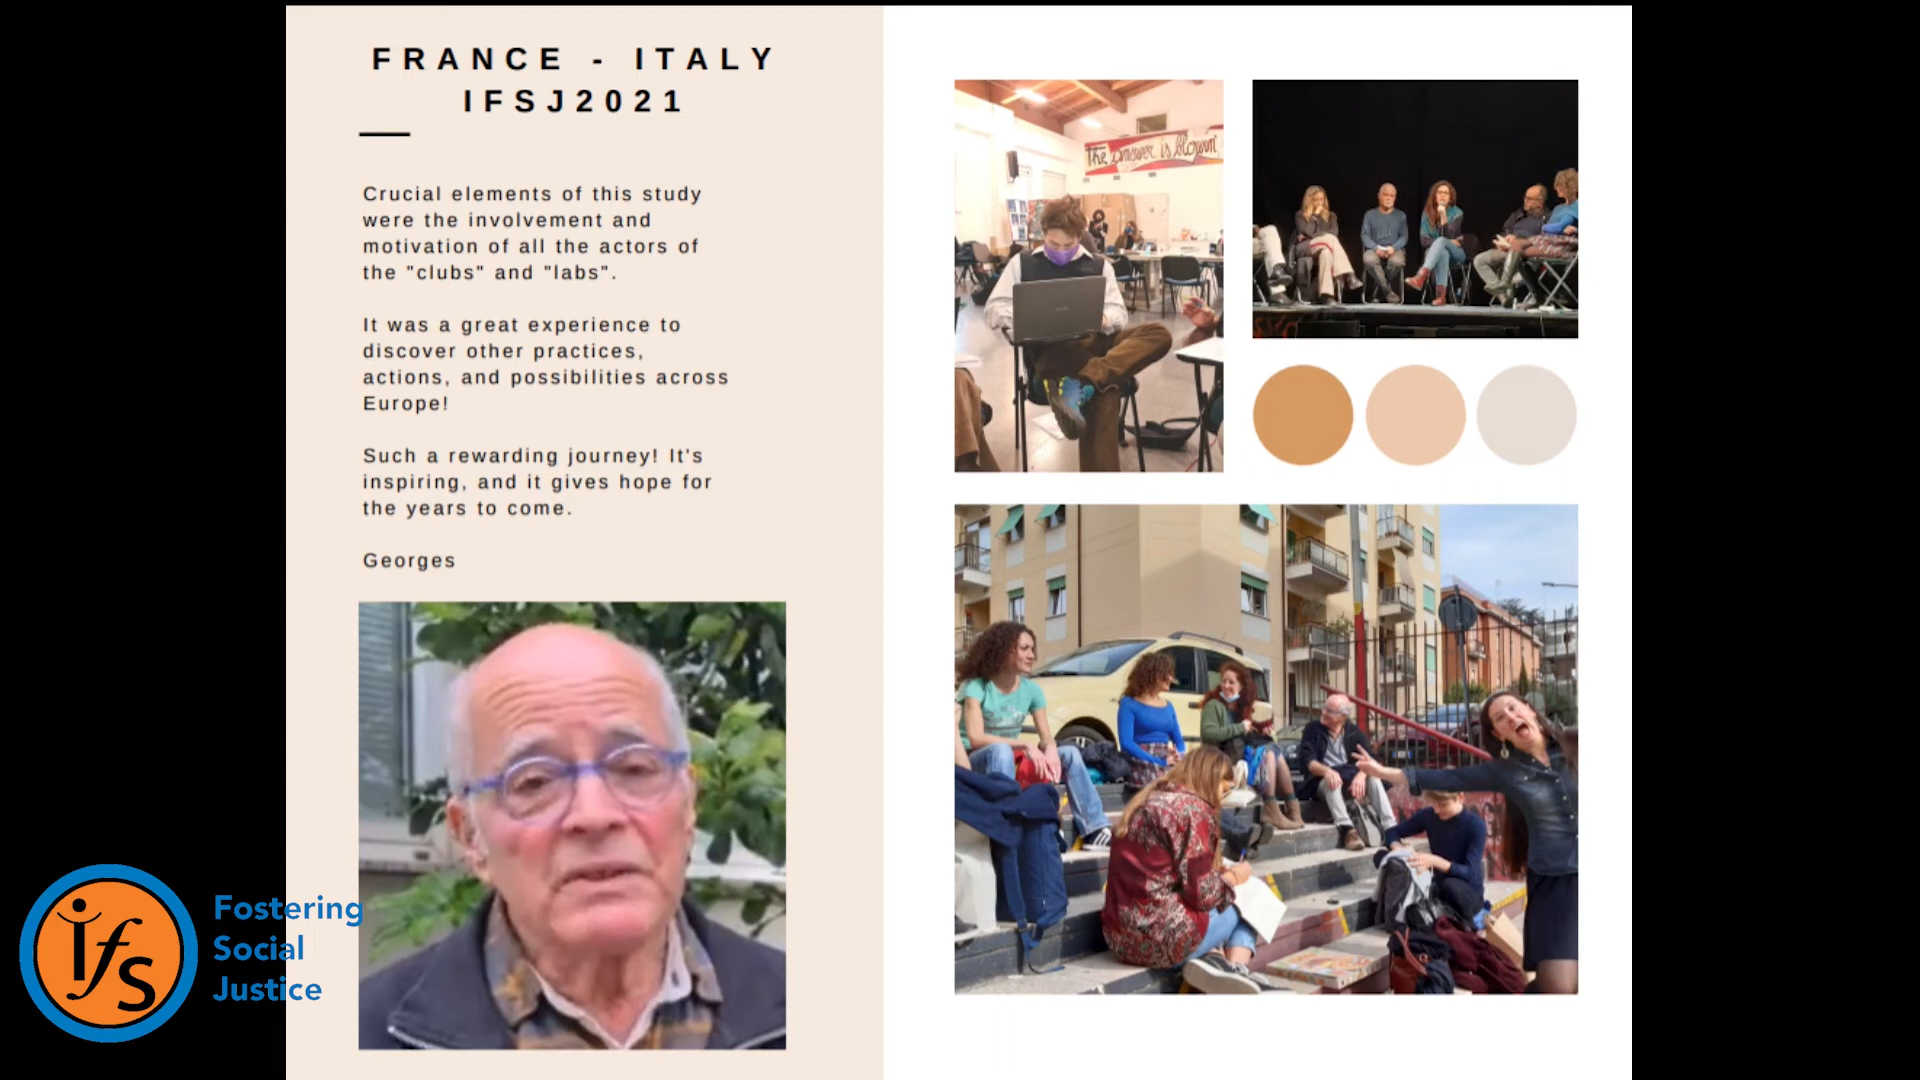 FRANCE - ITALY
IFSJ2021
Crucial elements of this study
were the involvement and
motivation of all the actors of
the "clubs" and "labs".
It was a great experience to
discover other practices,
actions, and possibilities across
Europe!
Such a rewarding journey! It's
inspiring, and it gives hope for
the years to come.
Georges
The answer is blowin'
ifs
Fostering
Social
Justice